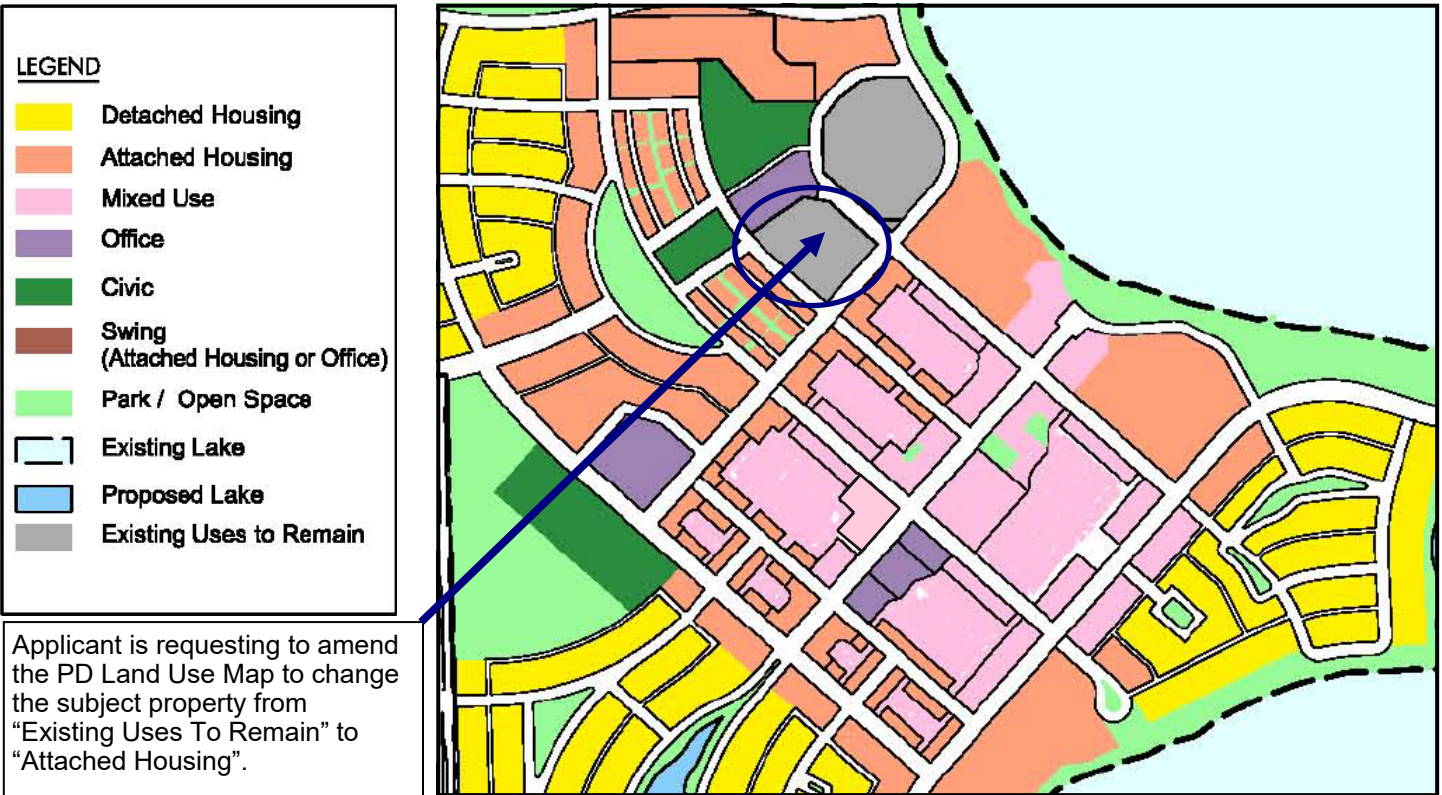 LEGEND
Detached Housing
Attached Housing
Mixed Use
Office
Civic
Swing
(Attached Housing or Office)
Park / Open Space
Existing Lake
Proposed Lake
Existing Uses to Remain
Applicant is requesting to amend
the PD Land Use Map to change
the subject property from
“Existing Uses To Remain” to
“Attached Housing”.